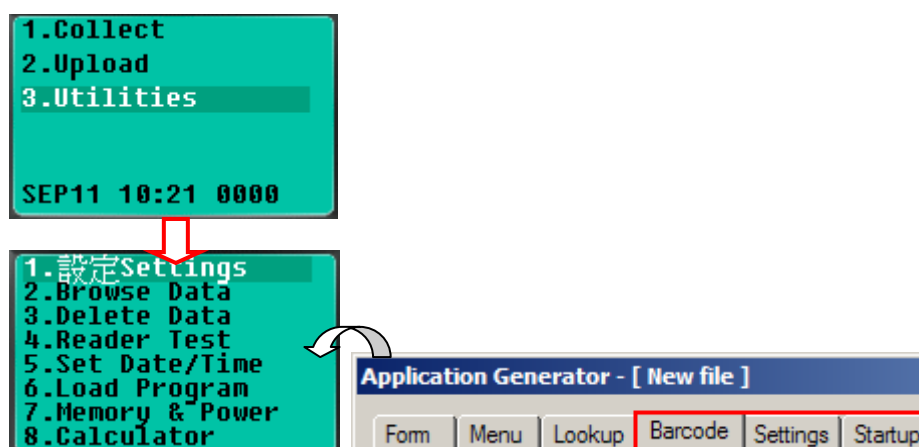 1.Collect
2.Upload
3.Utilities
SEP11 10:21 0000
1.設定Settings
2.Browse Data
3.Delete Data
4.Reader Test
5.Set Date/Time
6.Load Program
7.Memory & Power
8.Calculator
Application Generator - [ New file ]
Form Menu Lookup Barcode Settings Startup